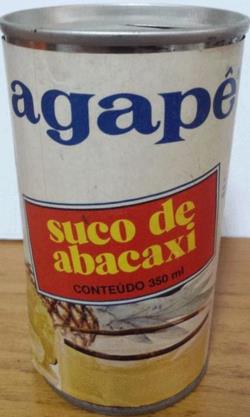 agapê
suco de
abacaxi
CONTEÚDO 350 ml